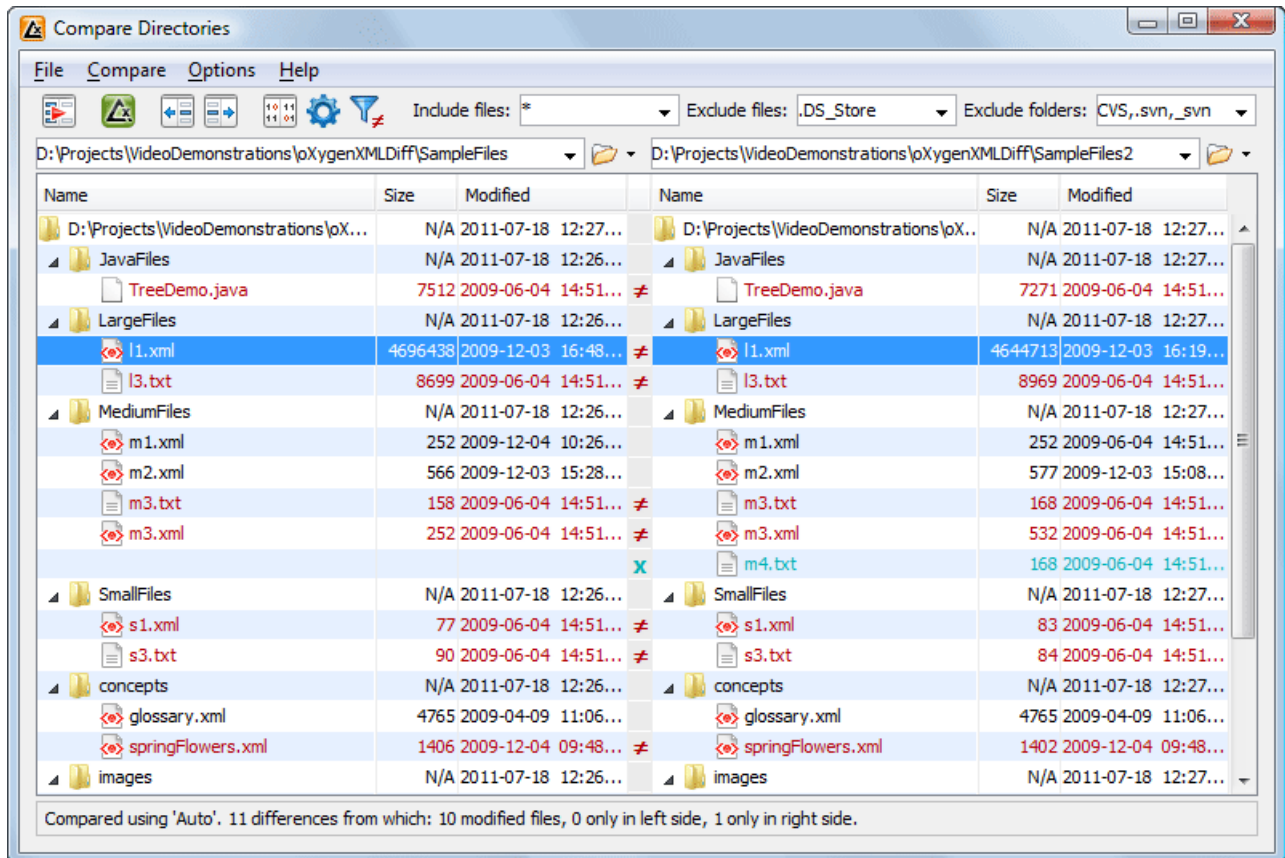 Compare Directories
File Compare Options Help
Include files: * Exclude files: .DS_Store Exclude folders: CVS,.svn,_svn
D:\Projects\VideoDemonstrations\oXygenXMLDiff\SampleFiles D:\Projects\VideoDemonstrations\oXygenXMLDiff\SampleFiles2
Name Size Modified Name Size Modified
D:\Projects\VideoDemonstrations\oX... N/A 2011-07-18 12:27... D:\Projects\VideoDemonstrations\oX.. N/A 2011-07-18 12:27...
JavaFiles N/A 2011-07-18 12:26... JavaFiles N/A 2011-07-18 12:27...
TreeDemo.java 7512 2009-06-04 14:51... ≠ TreeDemo.java 7271 2009-06-04 14:51...
LargeFiles N/A 2011-07-18 12:26... LargeFiles N/A 2011-07-18 12:27...
l1.xml 4696438 2009-12-03 16:48... ≠ l1.xml 4644713 2009-12-03 16:19...
l3.txt 8699 2009-06-04 14:51... ≠ l3.txt 8969 2009-06-04 14:51...
MediumFiles N/A 2011-07-18 12:26... MediumFiles N/A 2011-07-18 12:27...
m1.xml 252 2009-12-04 10:26... m1.xml 252 2009-06-04 14:51...
m2.xml 566 2009-12-03 15:28... m2.xml 577 2009-12-03 15:08...
m3.txt 158 2009-06-04 14:51... ≠ m3.txt 168 2009-06-04 14:51...
m3.xml 252 2009-06-04 14:51... ≠ m3.xml 532 2009-06-04 14:51...
x m4.txt 168 2009-06-04 14:51...
SmallFiles N/A 2011-07-18 12:26... SmallFiles N/A 2011-07-18 12:27...
s1.xml 77 2009-06-04 14:51... ≠ s1.xml 83 2009-06-04 14:51...
s3.txt 90 2009-06-04 14:51... ≠ s3.txt 84 2009-06-04 14:51...
concepts N/A 2011-07-18 12:26... concepts N/A 2011-07-18 12:27...
glossary.xml 4765 2009-04-09 11:06... glossary.xml 4765 2009-04-09 11:06...
springFlowers.xml 1406 2009-12-04 09:48... ≠ springFlowers.xml 1402 2009-12-04 09:48...
images N/A 2011-07-18 12:26... images N/A 2011-07-18 12:27...
Compared using 'Auto'. 11 differences from which: 10 modified files, 0 only in left side, 1 only in right side.